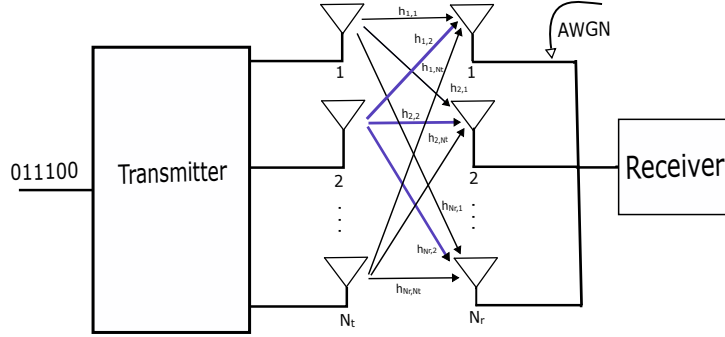 AWGN
h1,1
h1,2
h1,Nt
1
1
h2,1
h2,2
h2,Nt
011100
Transmitter
Receiver
2
2
hNr,1
hNr,2
hNr,Nt
Nt
Nr